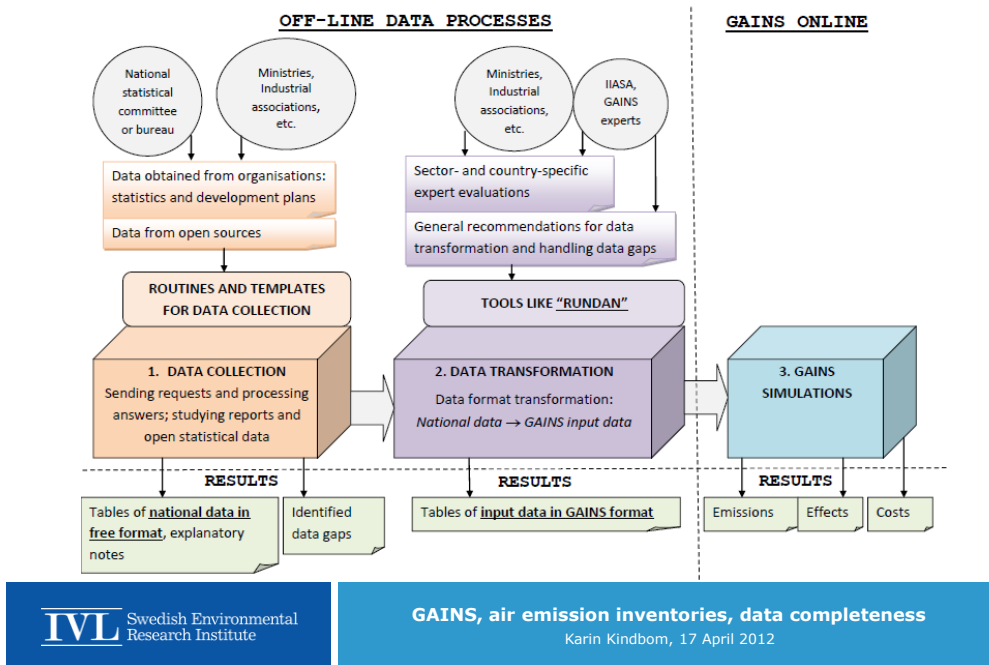 OFF-LINE DATA PROCESSES
GAINS ONLINE
National
statistical
committee
or bureau
Ministries,
Industrial
associations,
etc.
Ministries,
Industrial
associations,
etc.
IIASA,
GAINS
experts
Data obtained from organisations:
statistics and development plans
Data from open sources
Sector- and country-specific
expert evaluations
General recommendations for data
transformation and handling data gaps
ROUTINES AND TEMPLATES
FOR DATA COLLECTION
TOOLS LIKE “RUNDAN”
1. DATA COLLECTION
Sending requests and processing
answers; studying reports and
open statistical data
2. DATA TRANSFORMATION
Data format transformation:
National data → GAINS input data
3. GAINS
SIMULATIONS
RESULTS
RESULTS
RESULTS
Tables of national data in
free format, explanatory
notes
Identified
data gaps
Tables of input data in GAINS format
Emissions
Effects
Costs
IVL Swedish Environmental
Research Institute
GAINS, air emission inventories, data completeness
Karin Kindbom, 17 April 2012